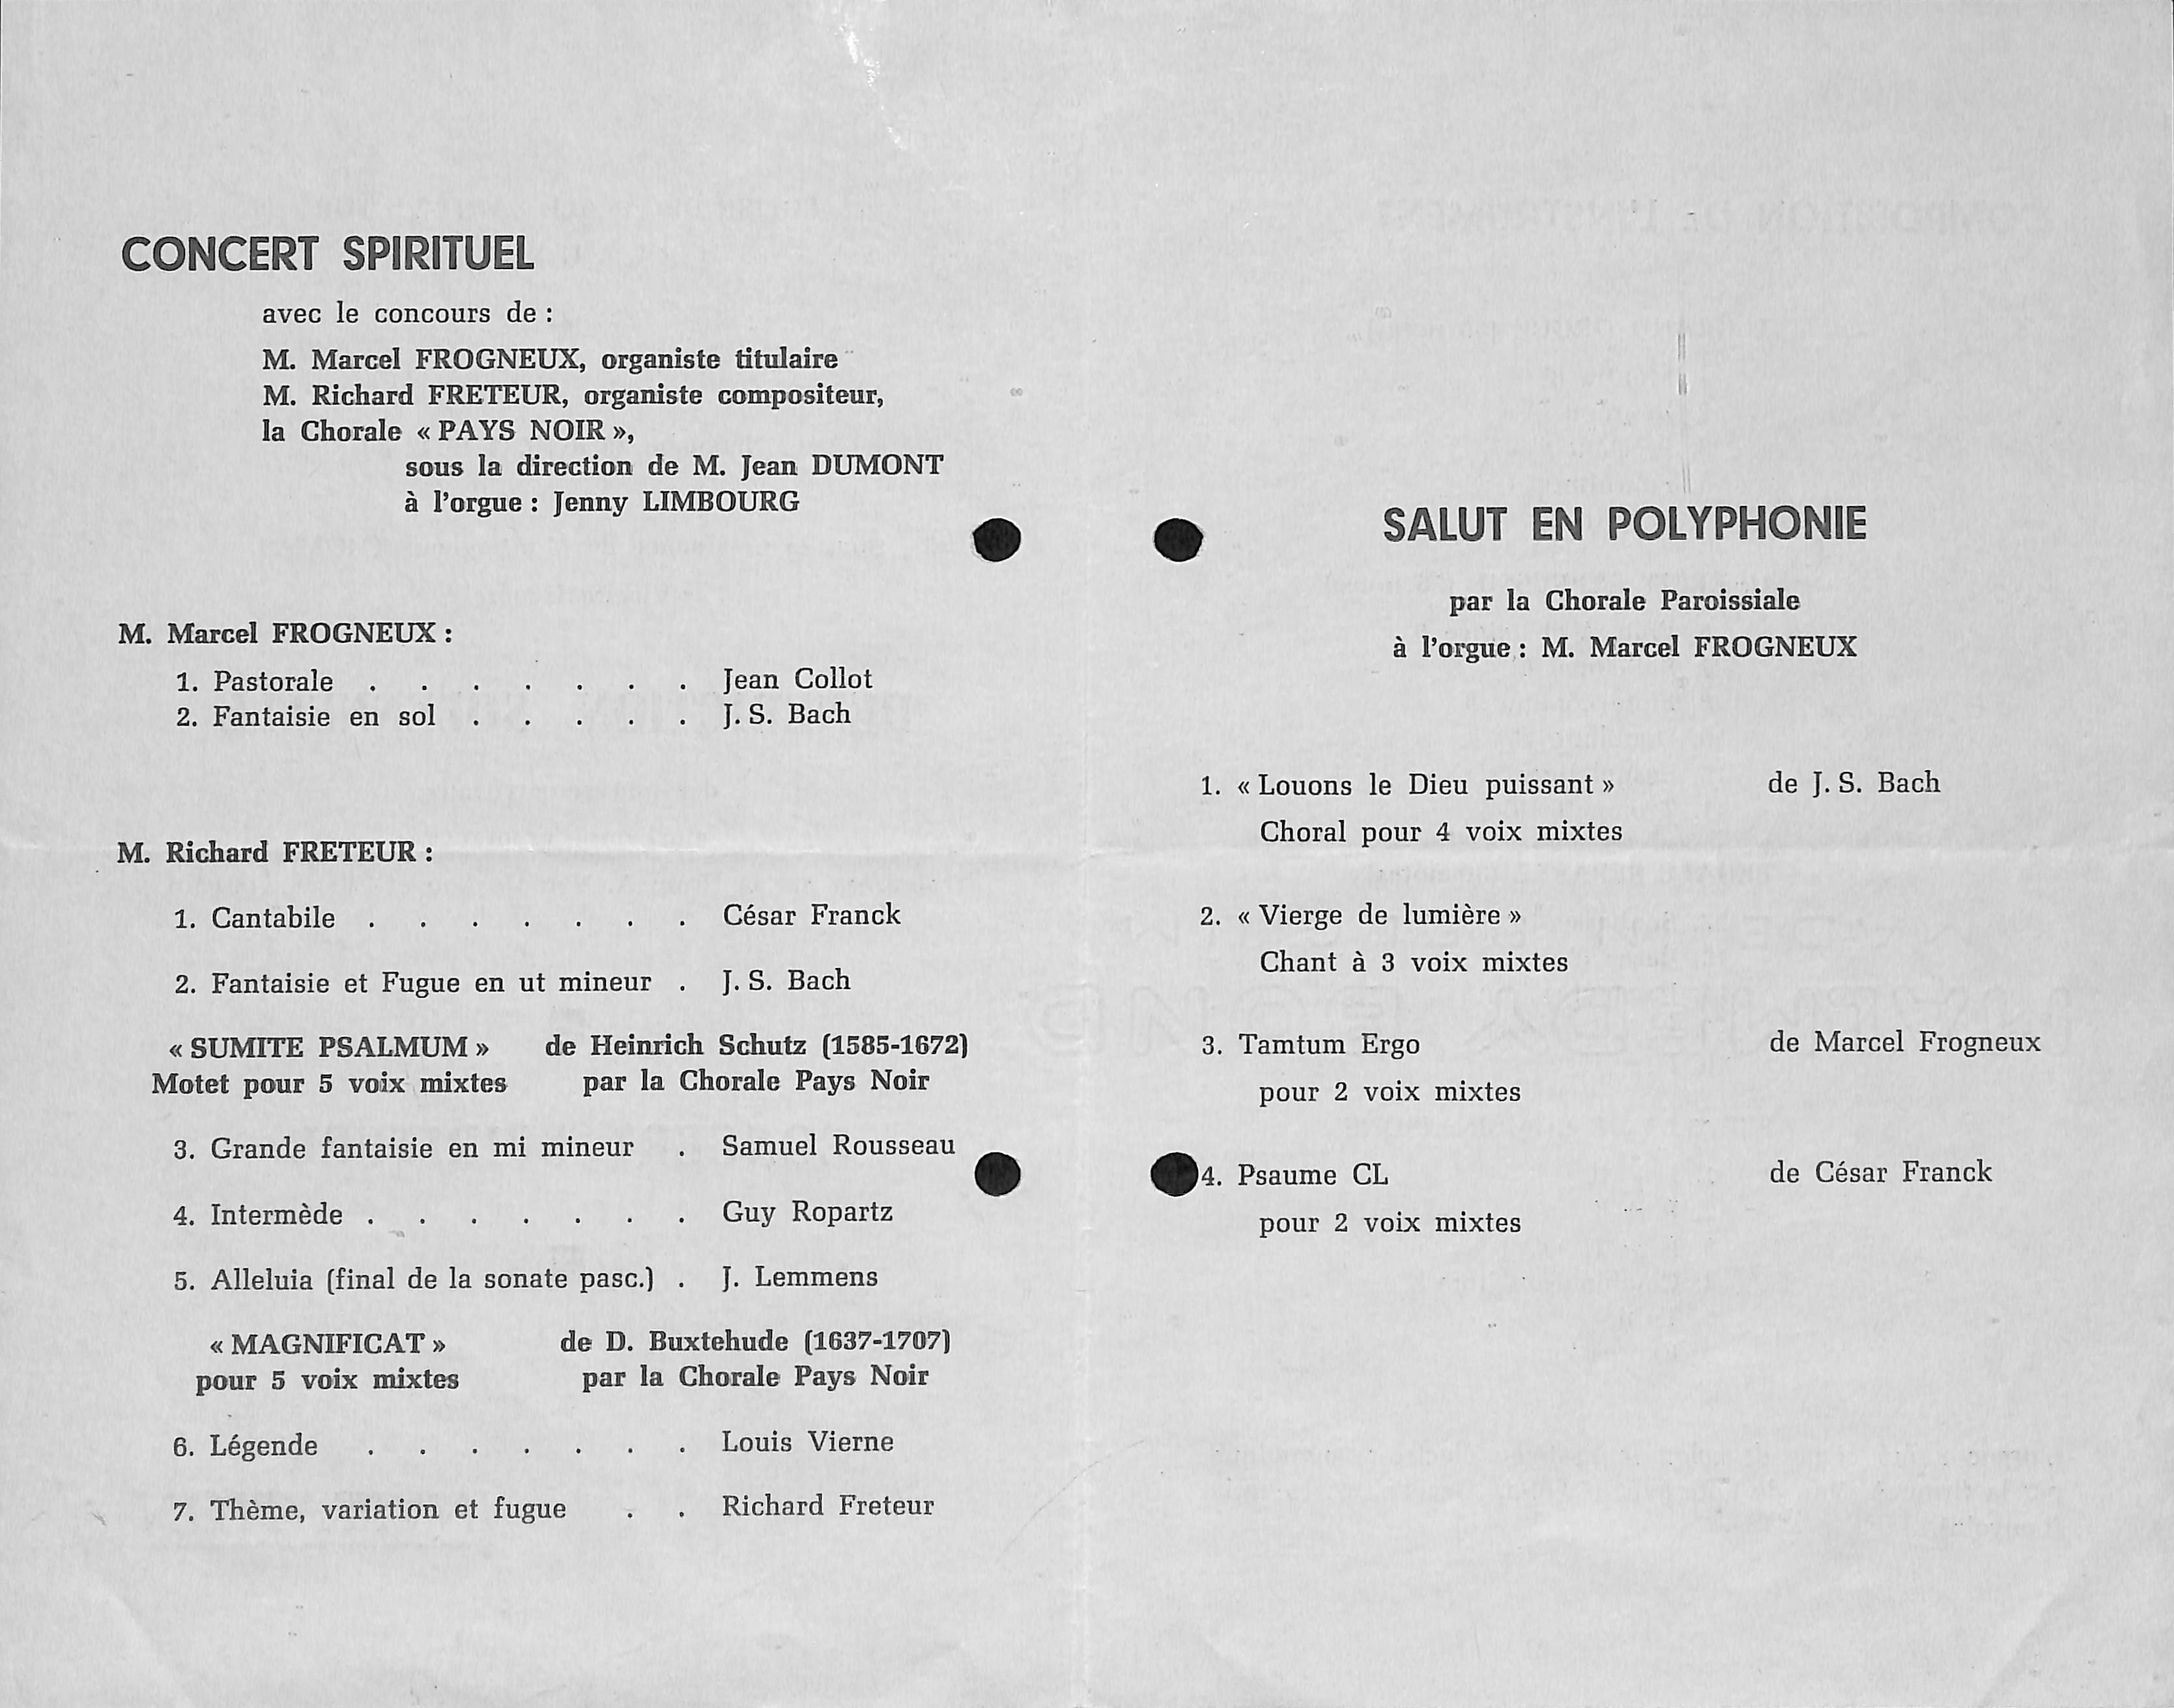 CONCERT SPIRITUEL
avec le concours de :
M. Marcel FROGNEUX, organiste titulaire
M. Richard FRETEUR, organiste compositeur,
la Chorale « PAYS NOIR »,
sous la direction de M. Jean DUMONT
à l'orgue : Jenny LIMBOURG
M. Marcel FROGNEUX :
1. Pastorale . . . . . . . Jean Collot
2. Fantaisie en sol . . . . . J. S. Bach
M. Richard FRETEUR :
1. Cantabile . . . . . . . César Franck
2. Fantaisie et Fugue en ut mineur . J. S. Bach
« SUMITE PSALMUM » de Heinrich Schutz (1585-1672)
Motet pour 5 voix mixtes par la Chorale Pays Noir
3. Grande fantaisie en mi mineur . Samuel Rousseau
4. Intermède . . . . . . . Guy Ropartz
5. Alleluia (final de la sonate pasc.) . J. Lemmens
« MAGNIFICAT » de D. Buxtehude (1637-1707)
pour 5 voix mixtes par la Chorale Pays Noir
6. Légende . . . . . . . Louis Vierne
7. Thème, variation et fugue . . Richard Freteur
SALUT EN POLYPHONIE
par la Chorale Paroissiale
à l'orgue : M. Marcel FROGNEUX
1. « Louons le Dieu puissant » de J. S. Bach
Choral pour 4 voix mixtes
2. « Vierge de lumière »
Chant à 3 voix mixtes
3. Tamtum Ergo de Marcel Frogneux
pour 2 voix mixtes
4. Psaume CL de César Franck
pour 2 voix mixtes